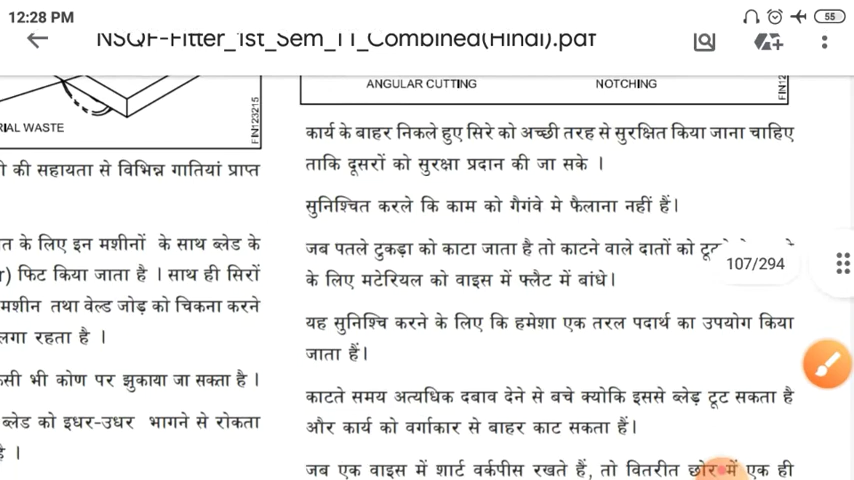 12:28 PM
55
NSQF-Fitter_1st_Sem_TT_Combined(Hindi).pdf
RIAL WASTE
FIN123215
ी की सहायता से विभिन्न गातियां प्राप्त
त के लिए इन मशीनों के साथ ब्लेड के
r) फिट किया जाता है । साथ ही सिरों
मशीन तथा वेल्ड जोड़ को चिकना करने
लगा रहता है ।
सी भी कोण पर झुकाया जा सक्ता है ।
ब्लेड को इधर-उधर भागने से रोकता
है ।
ANGULAR CUTTING
NOTCHING
FIN12
कार्य के बाहर निकले हुए सिरे को अच्छी तरह से सुरक्षित किया जाना चाहिए
ताकि दूसरों को सुरक्षा प्रदान की जा सके ।
सुनिश्चित करले कि काम को गैगंवे मे फैलाना नहीं हैं।
जब पतले टुकड़ा को काटा जाता है तो काटने वाले दातों को
के लिए मटेरियल को वाइस में फ्लैट में बांधे।
107/294
यह सुनिश्चि करने के लिए कि हमेशा एक तरल पदार्थ का उपयोग किया
जाता हैं।
काटते समय अत्यधिक दबाव देने से बचे क्योकि इससे ब्लेड़ टूट सकता है
और कार्य को वर्गाकार से बाहर काट सकता हैं।
जब एक वाइस में शार्ट वर्कपीस रखते हैं, तो वितरीत छोर में एक ही